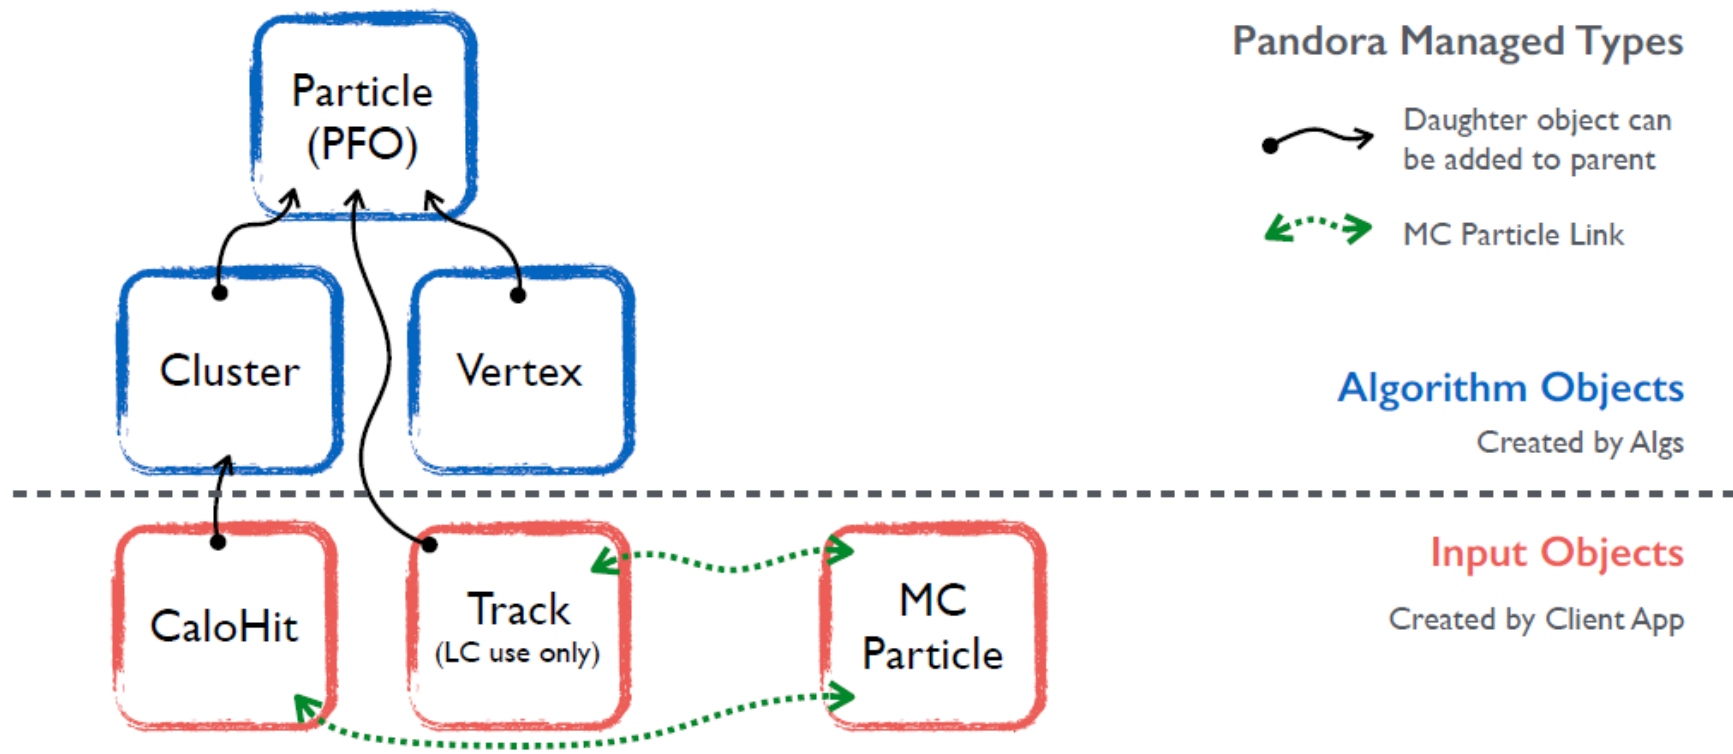 Particle
(PFO)
Pandora Managed Types
Daughter object can
be added to parent
MC Particle Link
Cluster
Vertex
Algorithm Objects
Created by Algs
CaloHit
Track
(LC use only)
MC
Particle
Input Objects
Created by Client App